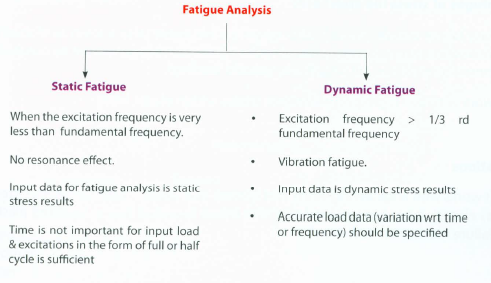 Fatigue Analysis
Static Fatigue
When the excitation frequency is very
less than fundamental frequency.
No resonance effect.
Input data for fatigue analysis is static
stress results
Time is not important for input load
& excitations in the form of full or half
cycle is sufficient
Dynamic Fatigue
• Excitation frequency > 1/3 rd
fundamental frequency
• Vibration fatigue.
• Input data is dynamic stress results
• Accurate load data (variation wrt time
or frequency) should be specified